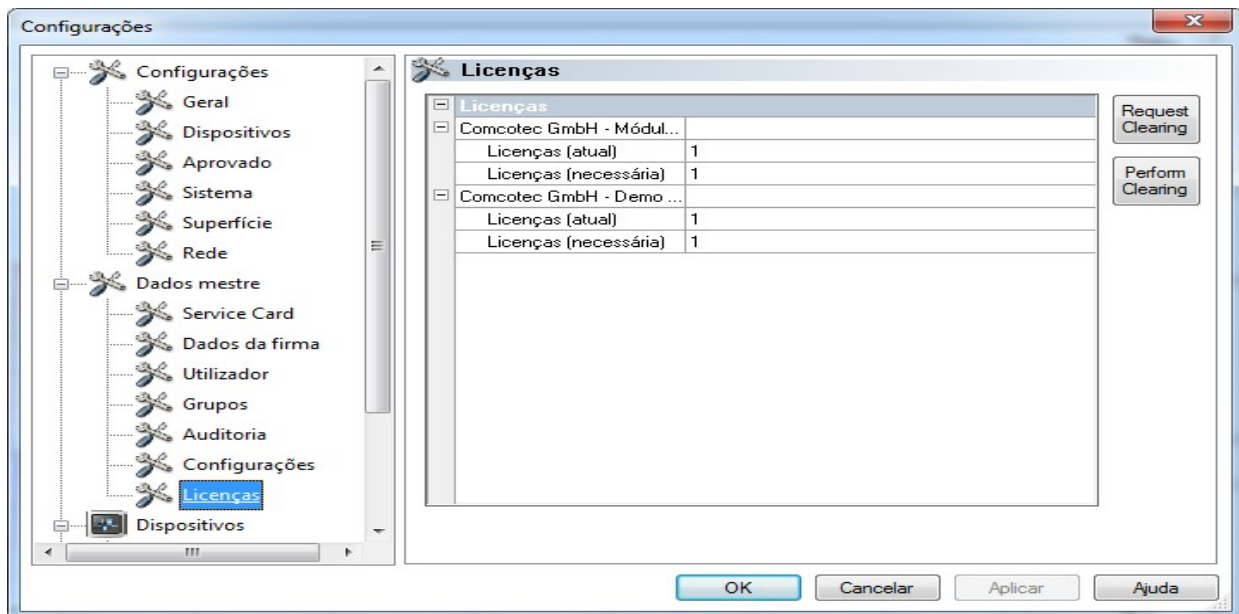 Configurações
Configurações
Geral
Dispositivos
Aprovado
Sistema
Superfície
Rede
Dados mestre
Service Card
Dados da firma
Utilizador
Grupos
Auditoria
Configurações
Licenças
Dispositivos
Licenças
Licenças
Comcotec GmbH - Módul...
Licenças (atual) 1
Licenças (necessária) 1
Comcotec GmbH - Demo ...
Licenças (atual) 1
Licenças (necessária) 1
Request
Clearing
Perform
Clearing
OK Cancelar Aplicar Ajuda